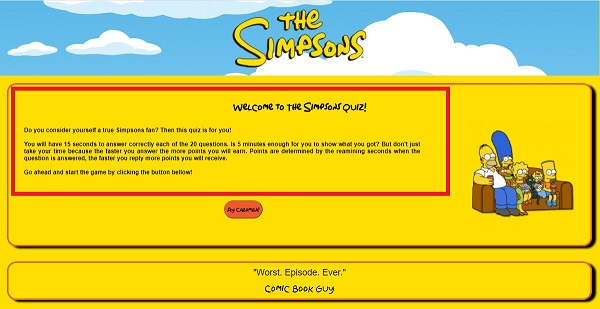 the
Simpsons
Welcome to the Simpsons Quiz!
Do you consider yourself a true Simpsons fan? Then this quiz is for you!
You will have 15 seconds to answer correctly each of the 20 questions. Is 5 minutes enough for you to show what you got? But don't just
take your time because the faster you answer the more points you will earn. Points are determined by the reamining seconds when the
question is answered, the faster you reply more points you will receive.
Go ahead and start the game by clicking the button bellow!
Ay Caramba!
"Worst. Episode. Ever."
Comic Book Guy